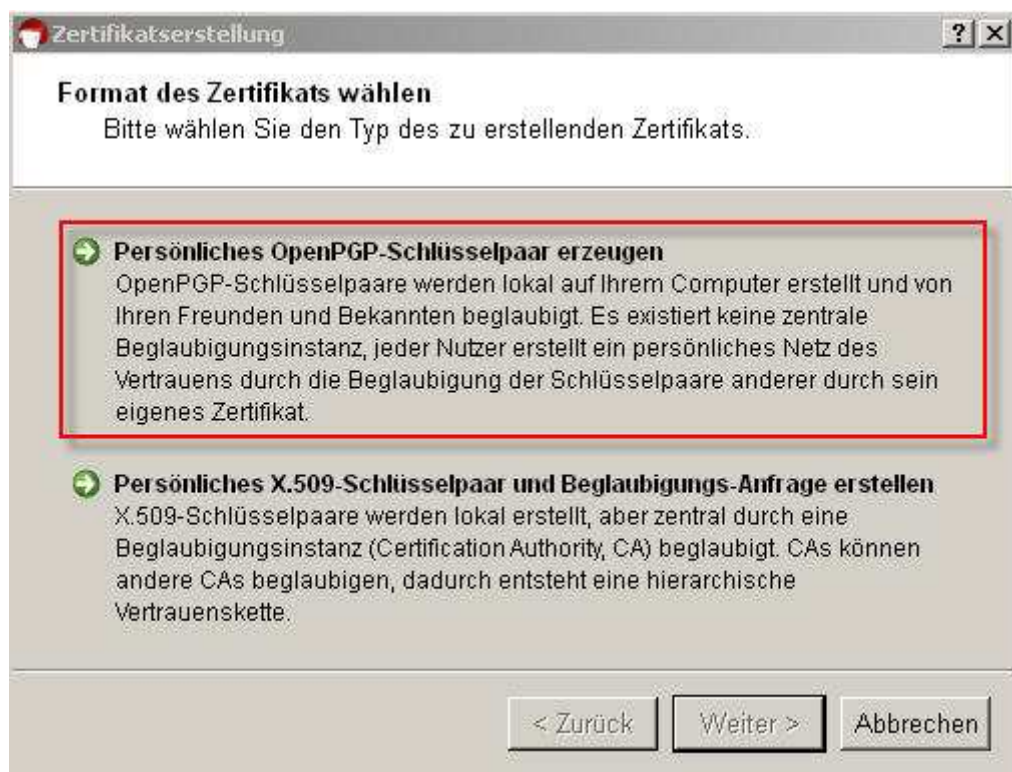 Zertifikatserstellung
Format des Zertifikats wählen
Bitte wählen Sie den Typ des zu erstellenden Zertifikats.
Persönliches OpenPGP-Schlüsselpaar erzeugen
OpenPGP-Schlüsselpaare werden lokal auf Ihrem Computer erstellt und von
Ihren Freunden und Bekannten beglaubigt. Es existiert keine zentrale
Beglaubigungsinstanz, jeder Nutzer erstellt ein persönliches Netz des
Vertrauens durch die Beglaubigung der Schlüsselpaare anderer durch sein
eigenes Zertifikat.
Persönliches X.509-Schlüsselpaar und Beglaubigungs-Anfrage erstellen
X.509-Schlüsselpaare werden lokal erstellt, aber zentral durch eine
Beglaubigungsinstanz (Certification Authority, CA) beglaubigt. CAs können
andere CAs beglaubigen, dadurch entsteht eine hierarchische
Vertrauenskette.
< Zurück Weiter > Abbrechen